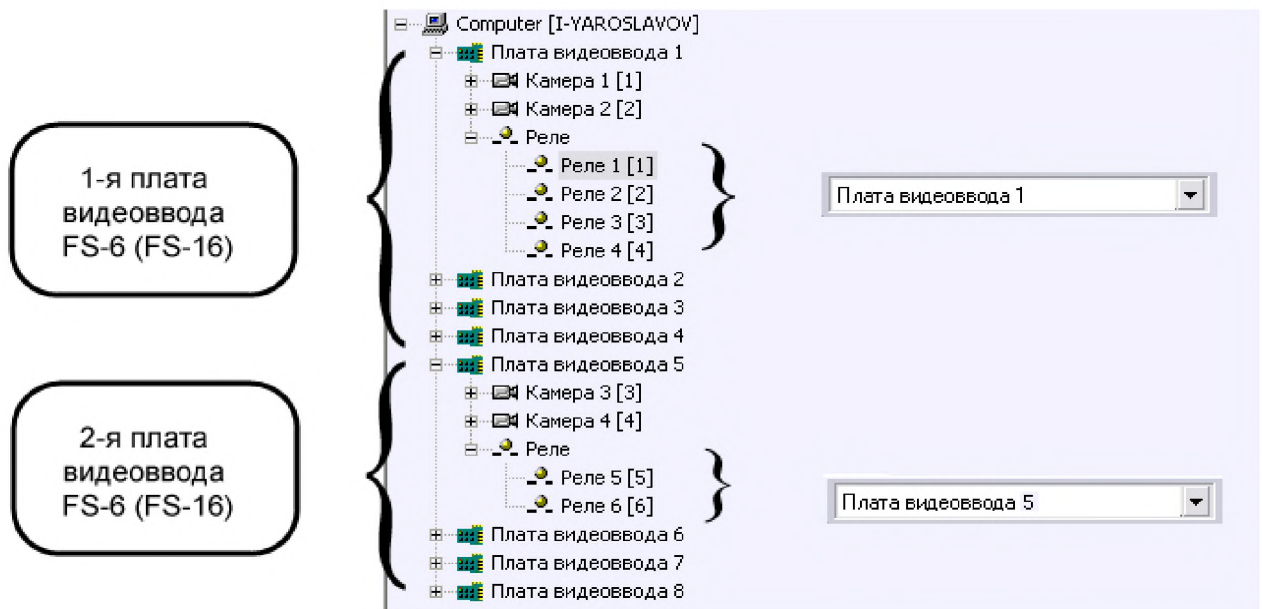 Computer [I-YAROSLAVOV]
Плата видеоввода 1
Камера 1 [1]
Камера 2 [2]
Реле
Реле 1 [1]
Реле 2 [2]
Реле 3 [3]
Реле 4 [4]
Плата видеоввода 2
Плата видеоввода 3
Плата видеоввода 4
Плата видеоввода 5
Камера 3 [3]
Камера 4 [4]
Реле
Реле 5 [5]
Реле 6 [6]
Плата видеоввода 6
Плата видеоввода 7
Плата видеоввода 8
1-я плата
видеоввода
FS-6 (FS-16)
2-я плата
видеоввода
FS-6 (FS-16)
Плата видеоввода 1
Плата видеоввода 5